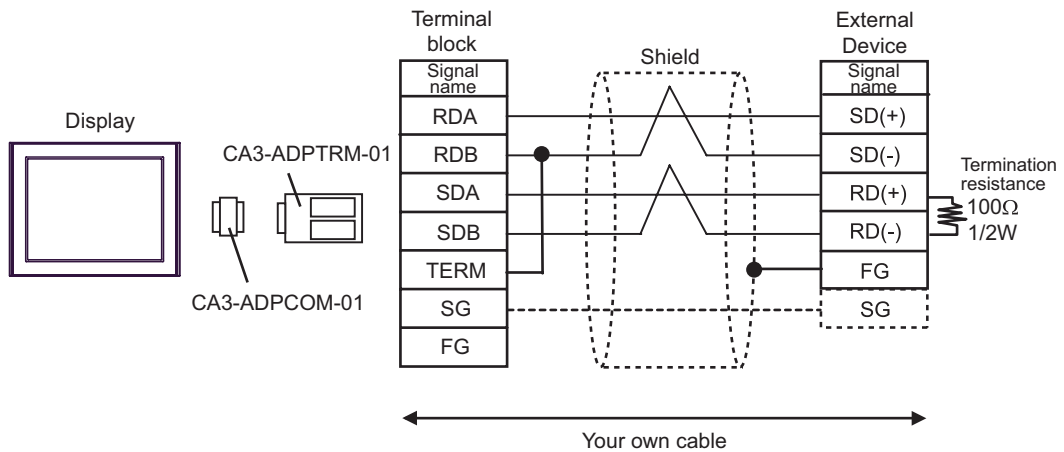 Terminal
block
Shield
External
Device
Display
CA3-ADPTRM-01
CA3-ADPCOM-01
Signal
name
RDA
RDB
SDA
SDB
TERM
SG
FG
Signal
name
SD(+)
SD(-)
RD(+)
RD(-)
FG
SG
Termination
resistance
100Ω
1/2W
Your own cable